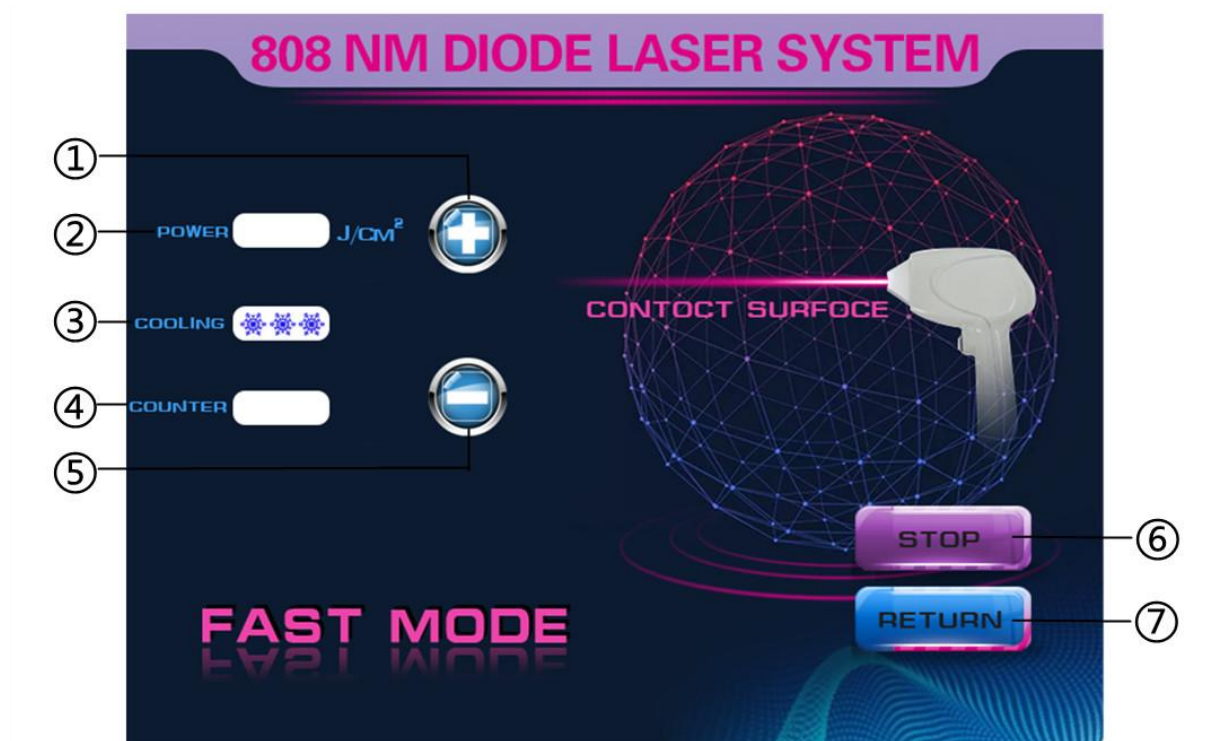 808 NM DIODE LASER SYSTEM
①
② POWER J/CM²
CONTOCT SURFOCE
③ COOLING
④ COUNTER
⑤
STOP ⑥
FAST MODE
RETURN ⑦